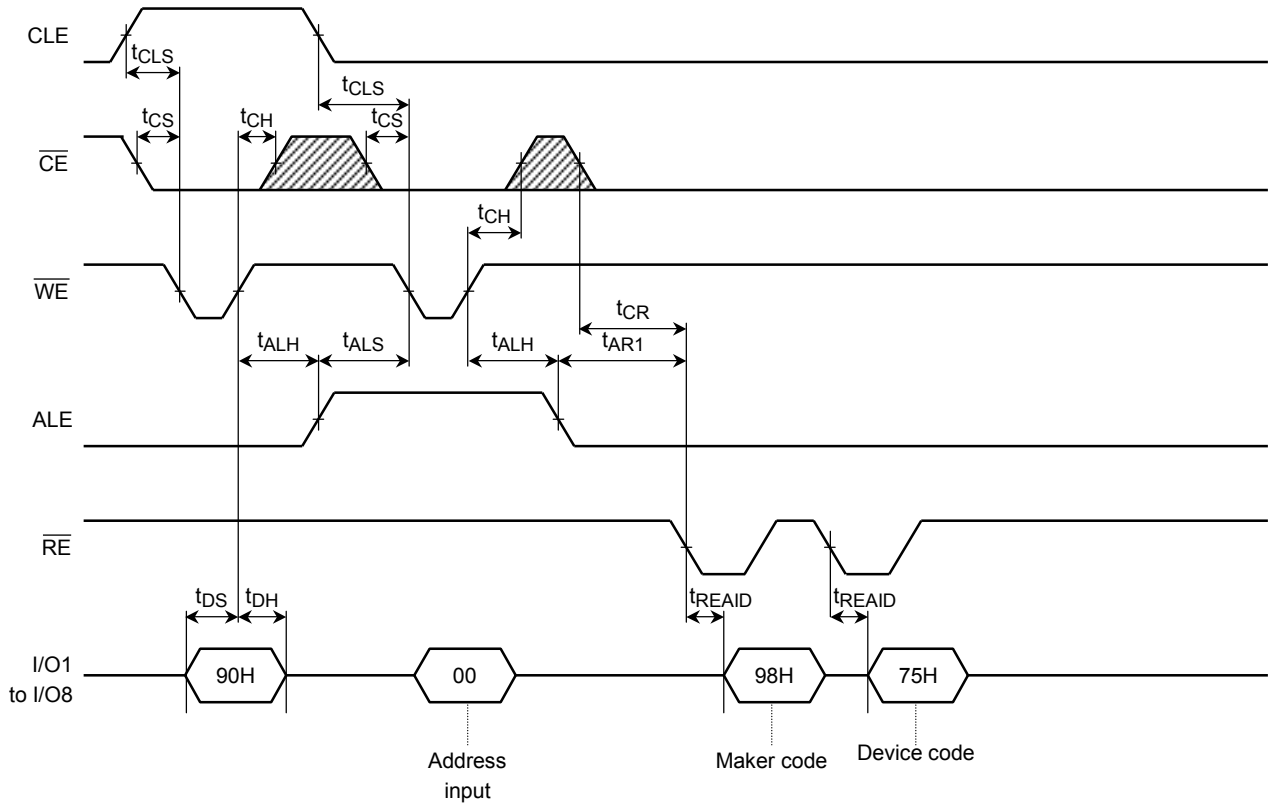 CLE
tCLS
tCLS
tCS
tCH
tCS
CE
tCH
WE
tCR
tALH
tALS
tALH
tAR1
ALE
RE
tDS
tDH
tREAID
tREAID
I/O1
to I/O8
90H
00
98H
75H
Address
input
Maker code
Device code